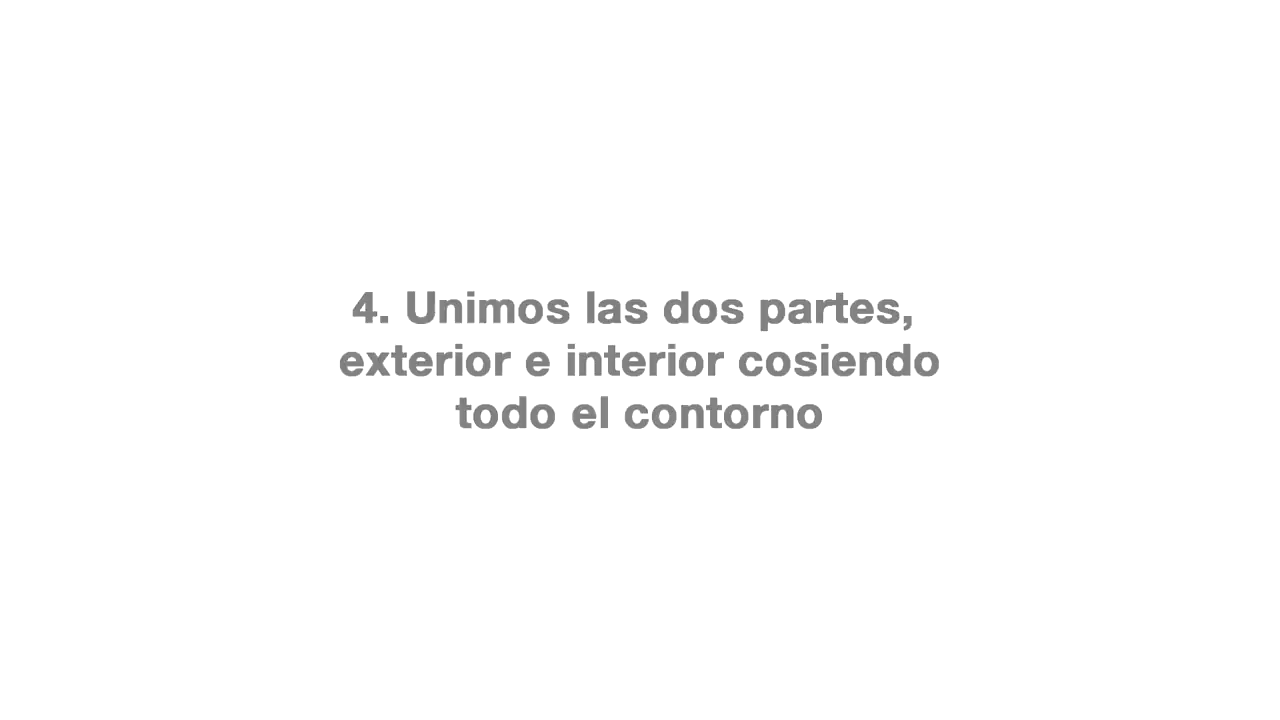 4. Unimos las dos partes,
exterior e interior cosiendo
todo el contorno